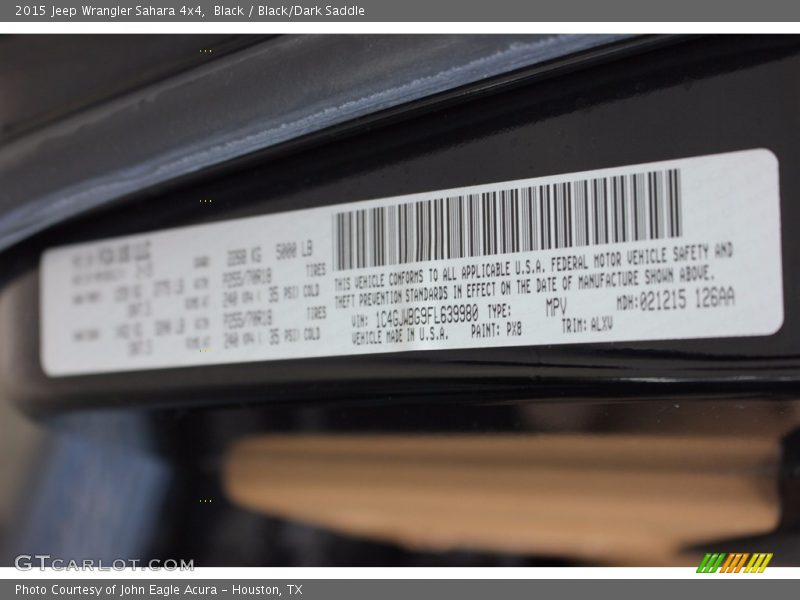 2015 Jeep Wrangler Sahara 4x4, Black / Black/Dark Saddle
5000 LB
P255/70R18 TIRES
240 KPA ( 35 PSI) COLD
P255/70R18 TIRES
240 KPA ( 35 PSI) COLD
THIS VEHICLE CONFORMS TO ALL APPLICABLE U.S.A. FEDERAL MOTOR VEHICLE SAFETY AND
THEFT PREVENTION STANDARDS IN EFFECT ON THE DATE OF MANUFACTURE SHOWN ABOVE.
VIN: 1C4GJWBG9FL639980 TYPE: MPV MDH:021215 126AA
VEHICLE MADE IN U.S.A. PAINT: PX8 TRIM: ALXV
GTCARLOT.COM
Photo Courtesy of John Eagle Acura - Houston, TX